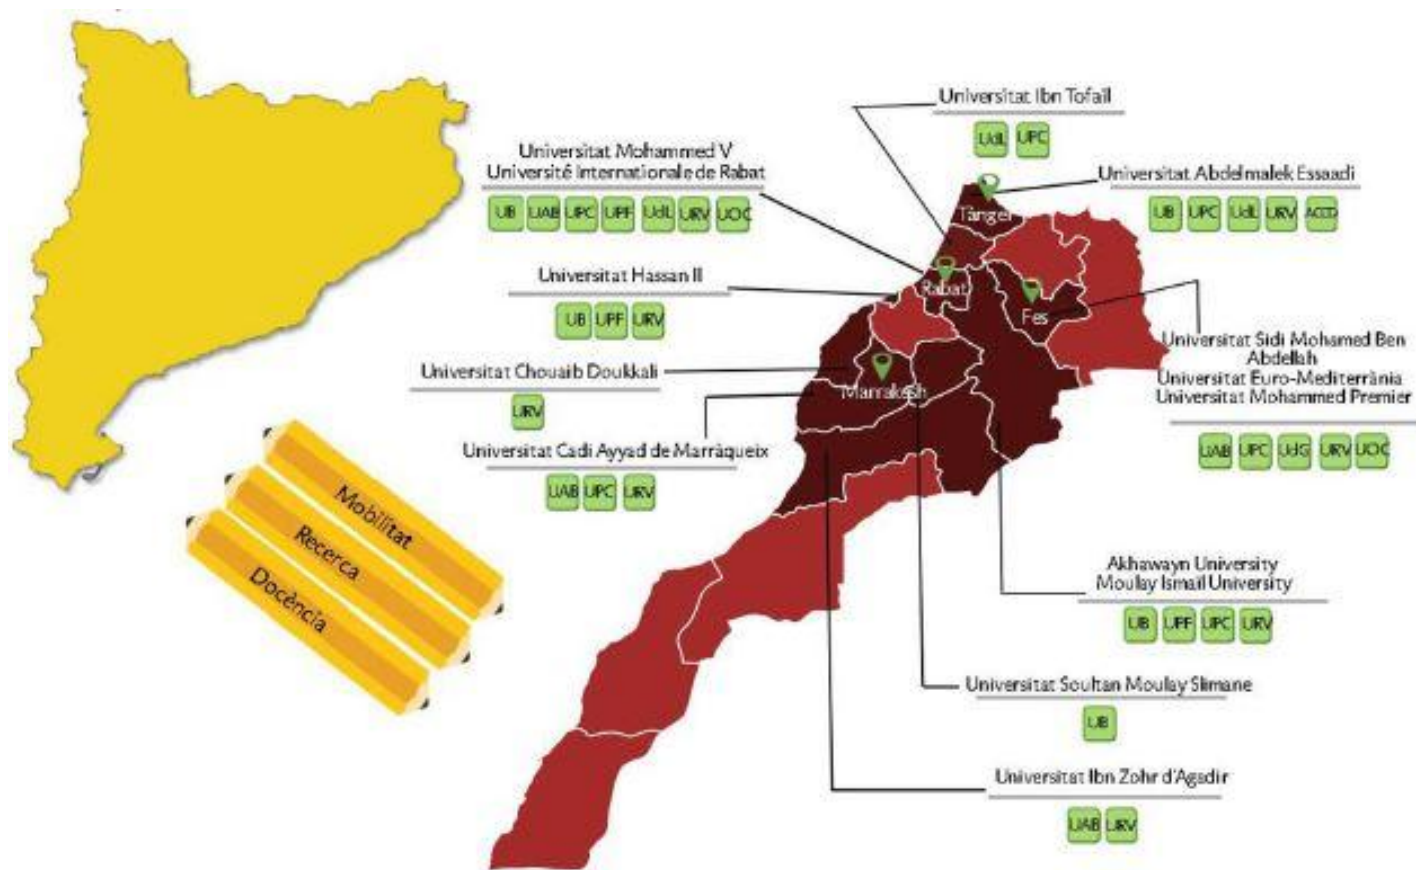 Universitat Ibn Tofaïl
UdL UPC
Universitat Mohammed V
Université Internationale de Rabat
UB UAB UPC UPF UdL URV UOC
Universitat Abdelmalek Essaadi
UB UPC UdL URV
Tànger
Universitat Hassan II
UB UPF URV
Rabat
Fes
Universitat Sidi Mohamed Ben
Abdellah
Universitat Euro-Mediterrània
Universitat Mohammed Premier
UAB UPC UdG URV UOC
Universitat Chouaib Doukkali
URV
Marrakesh
Universitat Cadi Ayyad de Marràqueix
UAB UPC URV
Mobilitat
Recerca
Docència
Akhawayn University
Moulay Ismaïl University
UB UPF UPC URV
Universitat Soultan Moulay Slimane
UB
Universitat Ibn Zohr d'Agadir
UAB URV